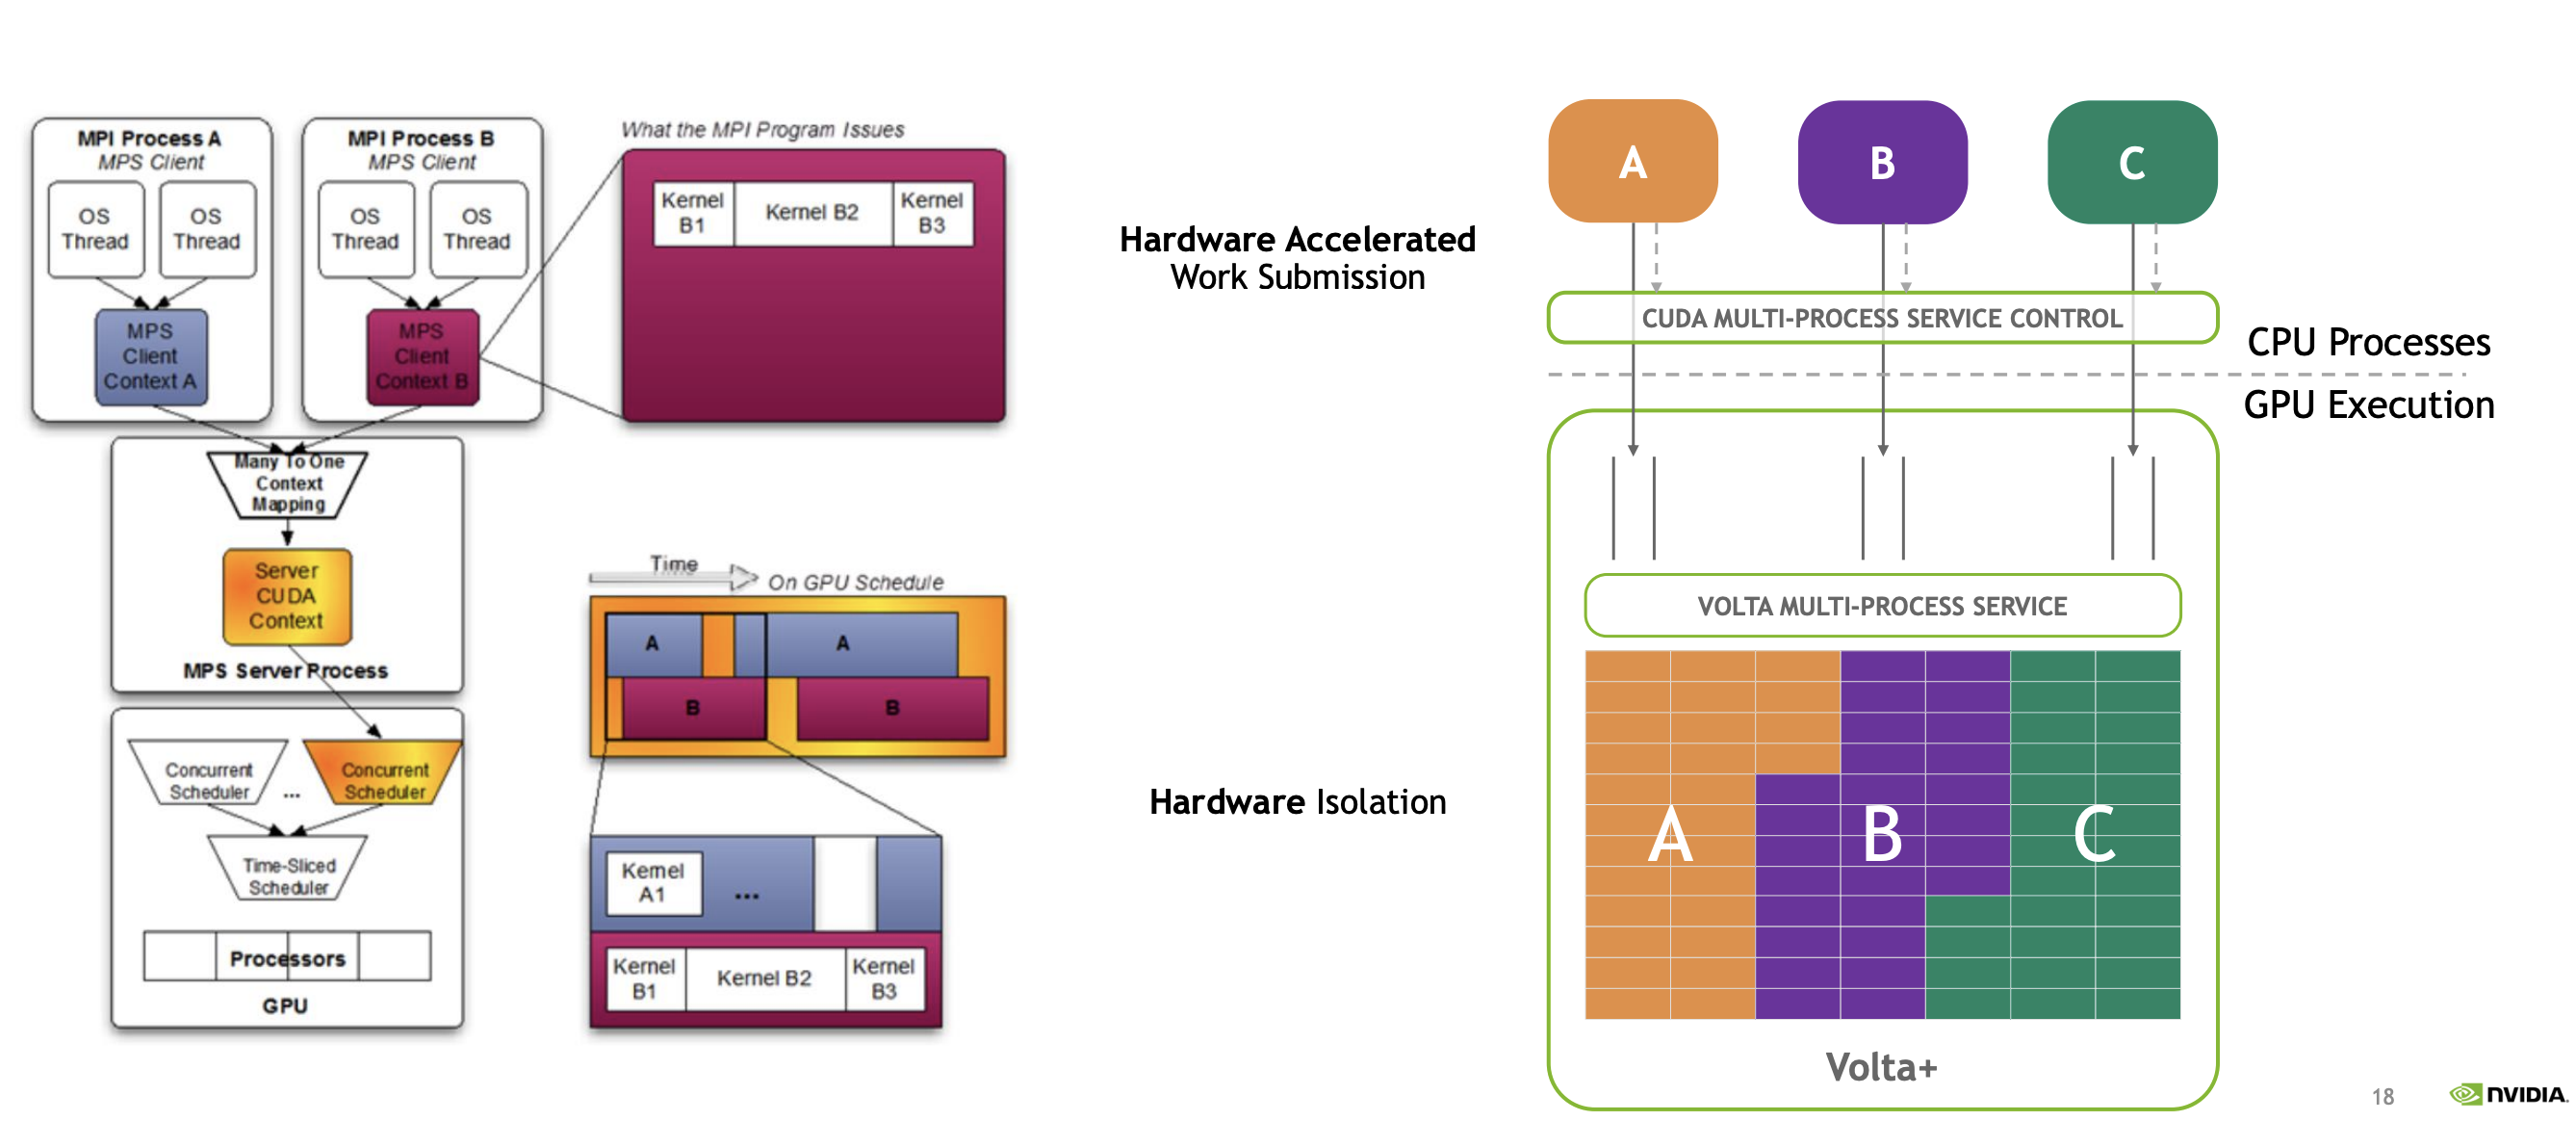 MPI Process A
MPS Client
OS
Thread
OS
Thread
MPS
Client
Context A
MPI Process B
MPS Client
OS
Thread
OS
Thread
MPS
Client
Context B
What the MPI Program Issues
Kernel
B1
Kernel B2
Kernel
B3
Many To One
Context
Mapping
Server
CUDA
Context
MPS Server Process
Concurrent
Scheduler
...
Concurrent
Scheduler
Time-Sliced
Scheduler
Processors
GPU
Time
On GPU Schedule
A
A
B
B
Kernel
A1
...
Kernel
B1
Kernel B2
Kernel
B3
Hardware Accelerated
Work Submission
Hardware Isolation
A
B
C
CUDA MULTI-PROCESS SERVICE CONTROL
CPU Processes
GPU Execution
VOLTA MULTI-PROCESS SERVICE
A
B
C
Volta+
18
NVIDIA.